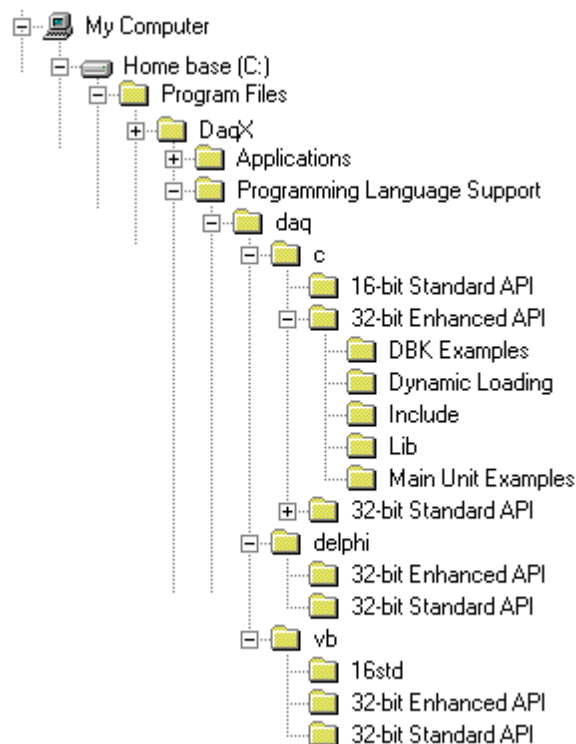 My Computer
Home base (C:)
Program Files
DaqX
Applications
Programming Language Support
daq
c
16-bit Standard API
32-bit Enhanced API
DBK Examples
Dynamic Loading
Include
Lib
Main Unit Examples
32-bit Standard API
delphi
32-bit Enhanced API
32-bit Standard API
vb
16std
32-bit Enhanced API
32-bit Standard API